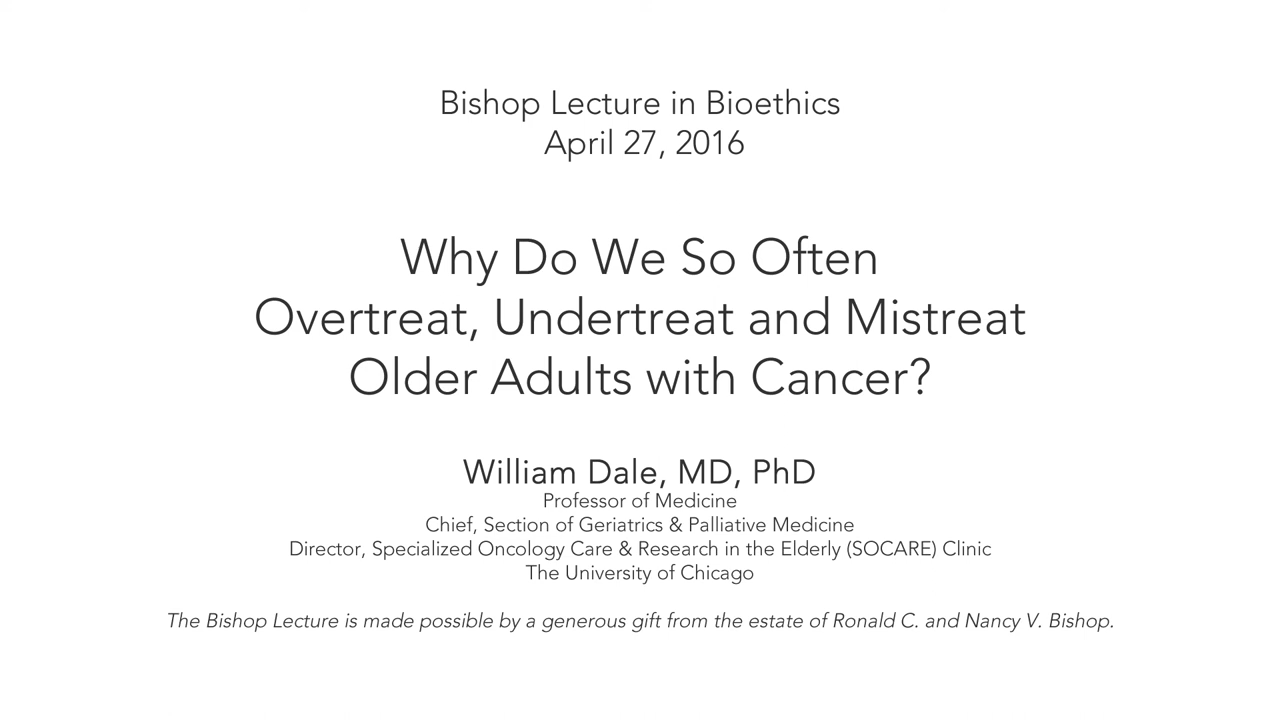 Bishop Lecture in Bioethics
April 27, 2016
Why Do We So Often
Overtreat, Undertreat and Mistreat
Older Adults with Cancer?
William Dale, MD, PhD
Professor of Medicine
Chief, Section of Geriatrics & Palliative Medicine
Director, Specialized Oncology Care & Research in the Elderly (SOCARE) Clinic
The University of Chicago
The Bishop Lecture is made possible by a generous gift from the estate of Ronald C. and Nancy V. Bishop.